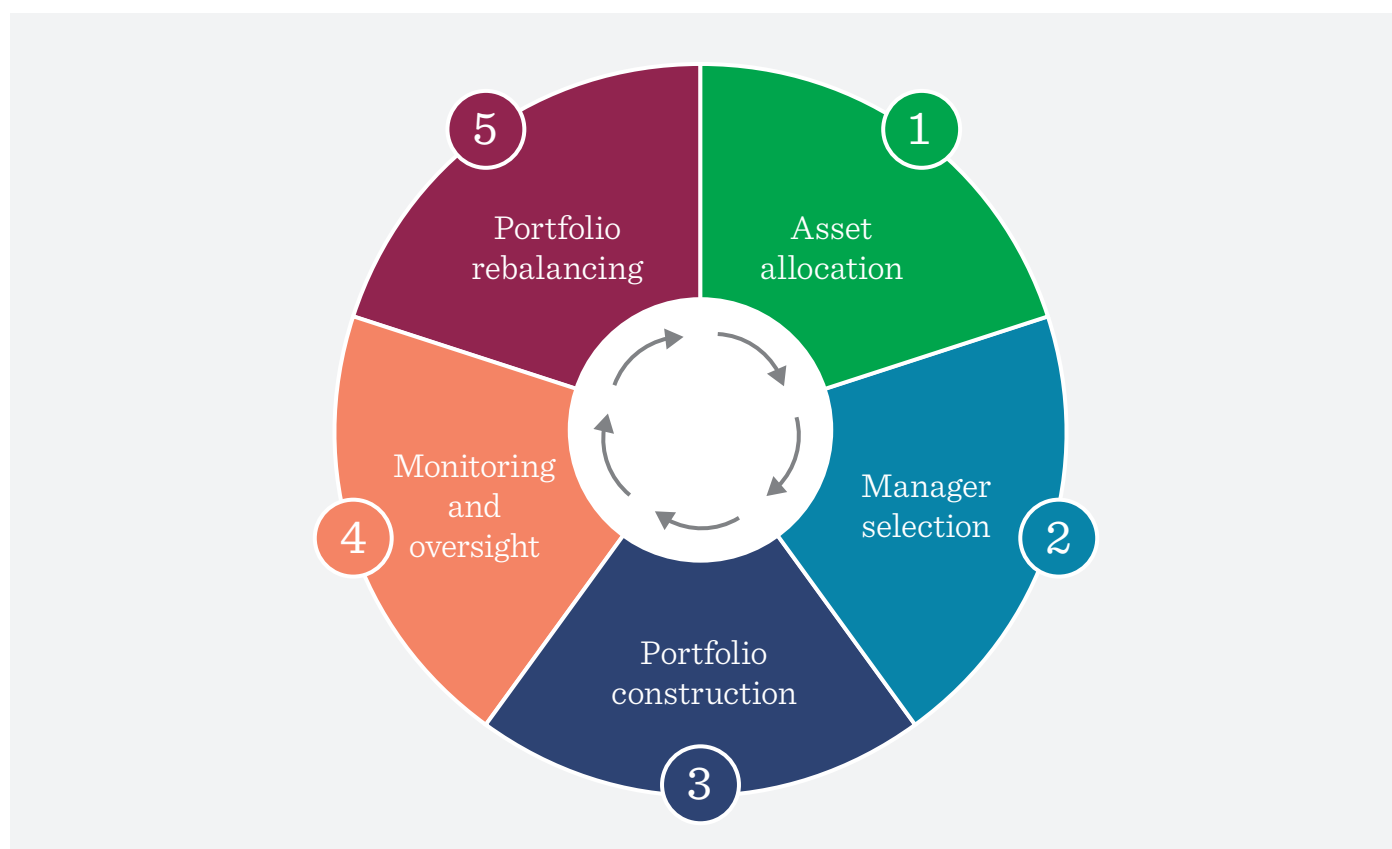 1
Asset
allocation
2
Manager
selection
3
Portfolio
construction
4
Monitoring
and
oversight
5
Portfolio
rebalancing